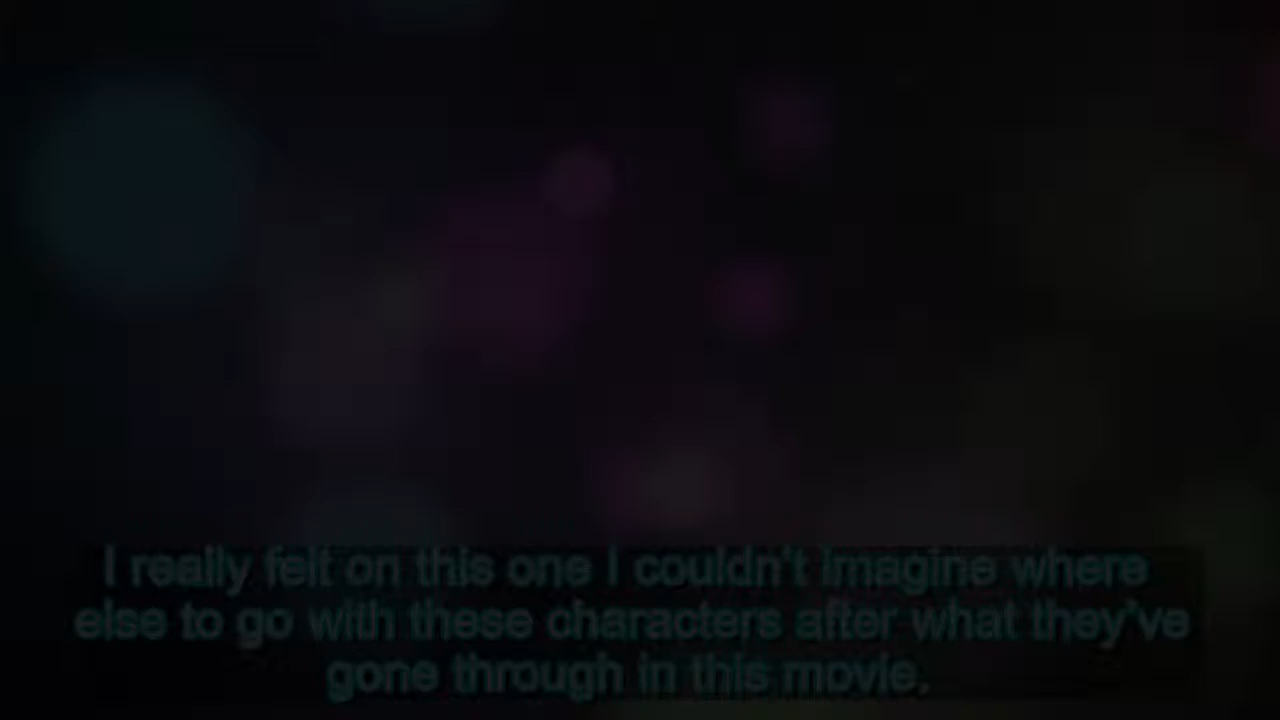 I really felt on this one I couldn't imagine where
else to go with these characters after what they've
gone through in this movie.